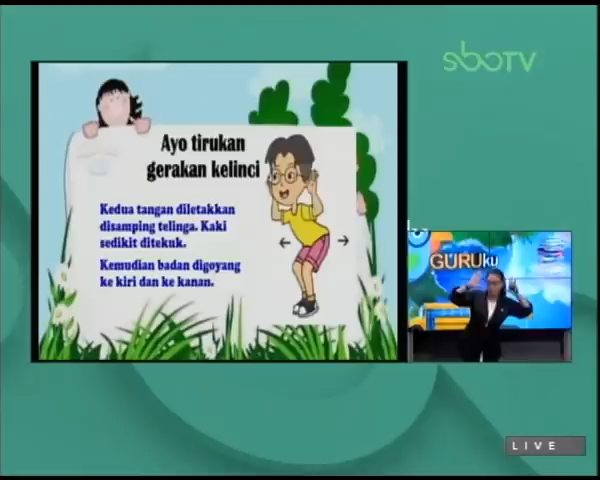 sbOTV
Ayo tirukan
gerakan kelinci
Kedua tangan diletakkan
disamping telinga. Kaki
sedikit ditekuk.
Kemudian badan digoyang
ke kiri dan ke kanan.
GURUku
LIVE